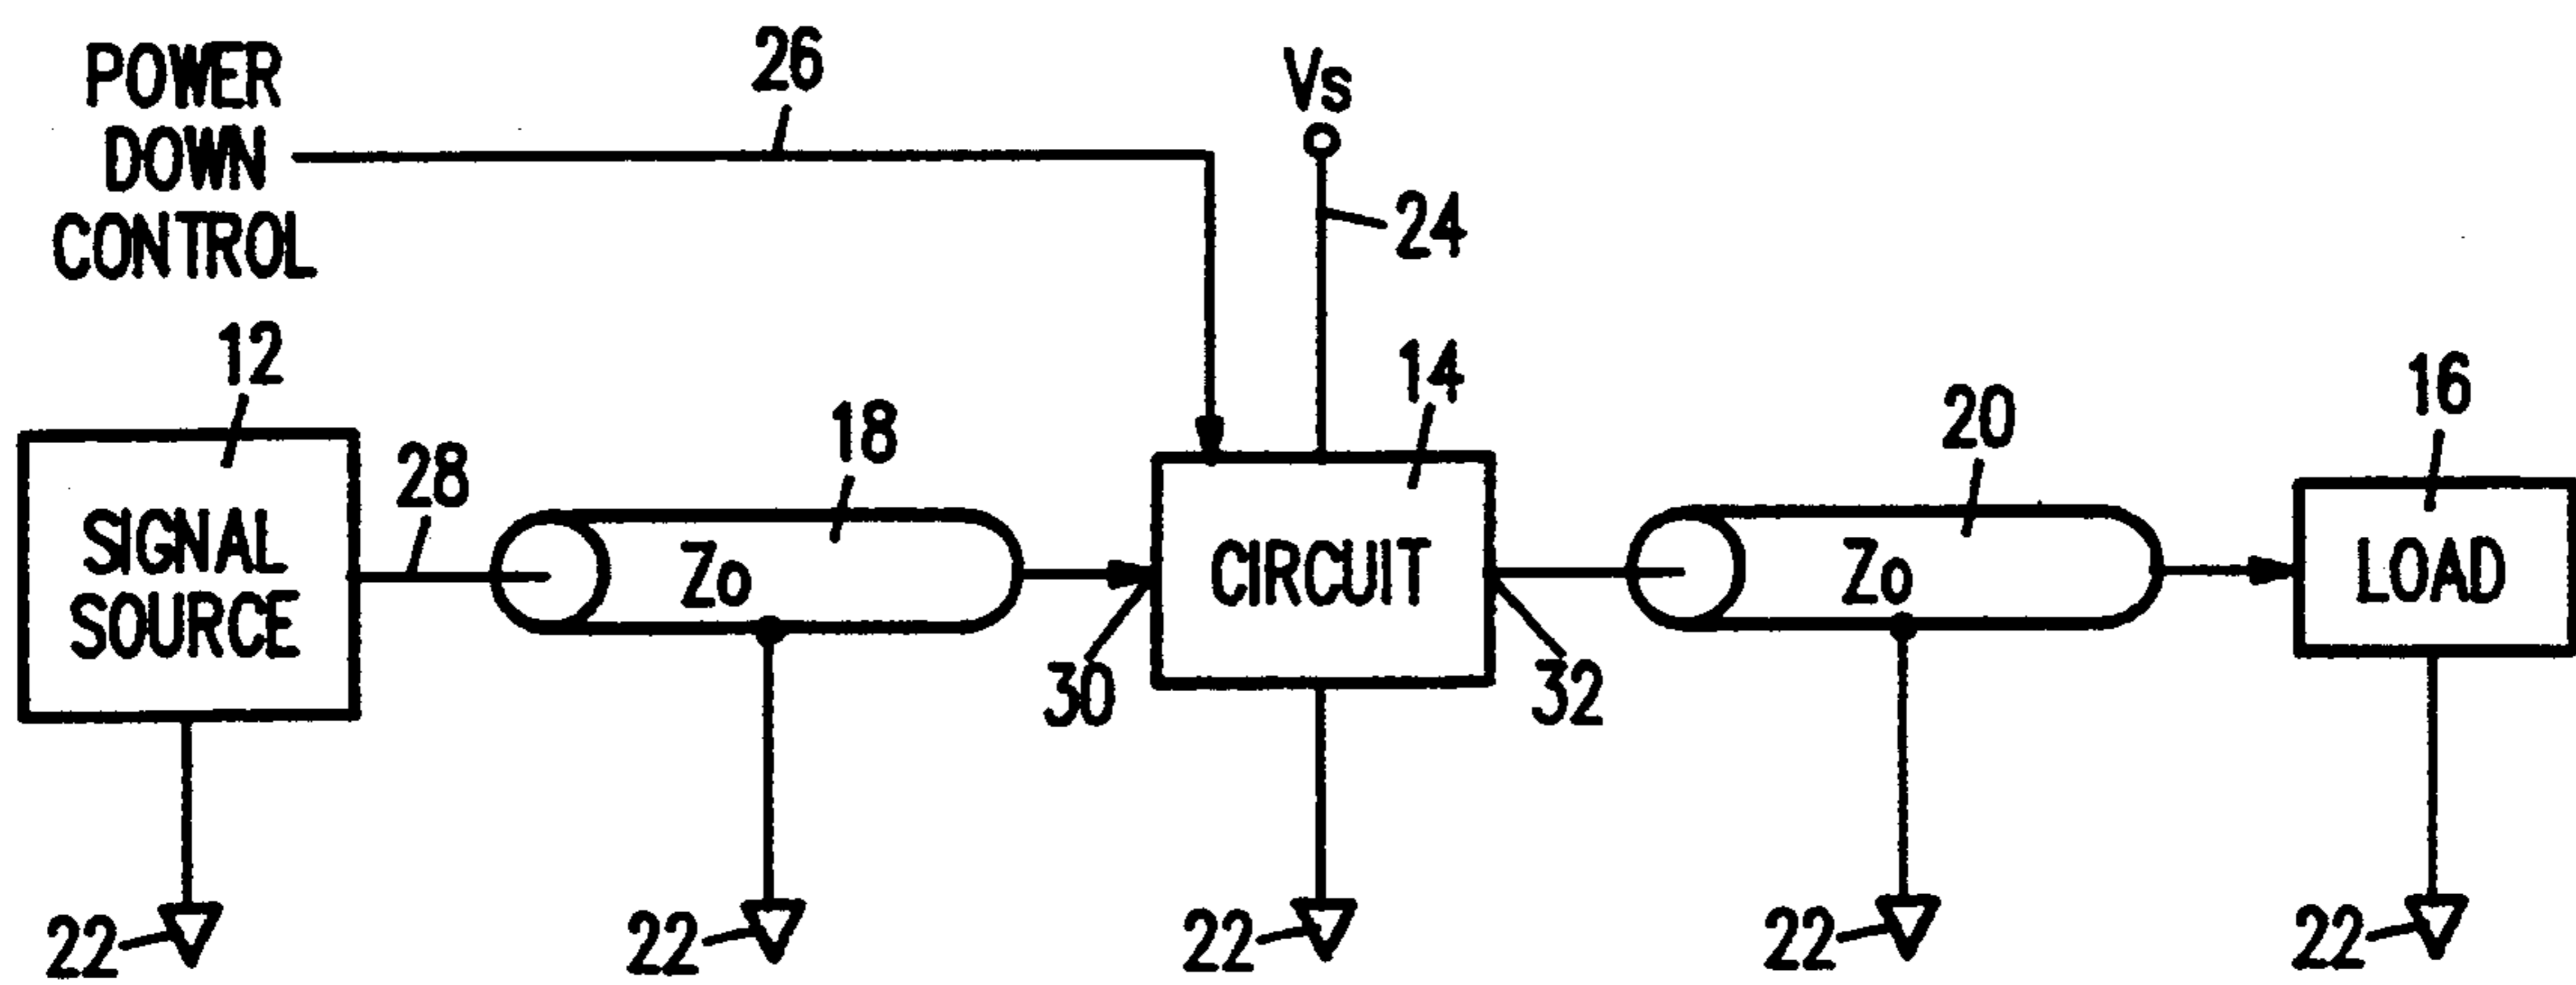 POWER
DOWN
CONTROL
26
Vs
24
12
28
18
14
20
16
SIGNAL
SOURCE
Zo
CIRCUIT
Zo
LOAD
30
32
22
22
22
22
22